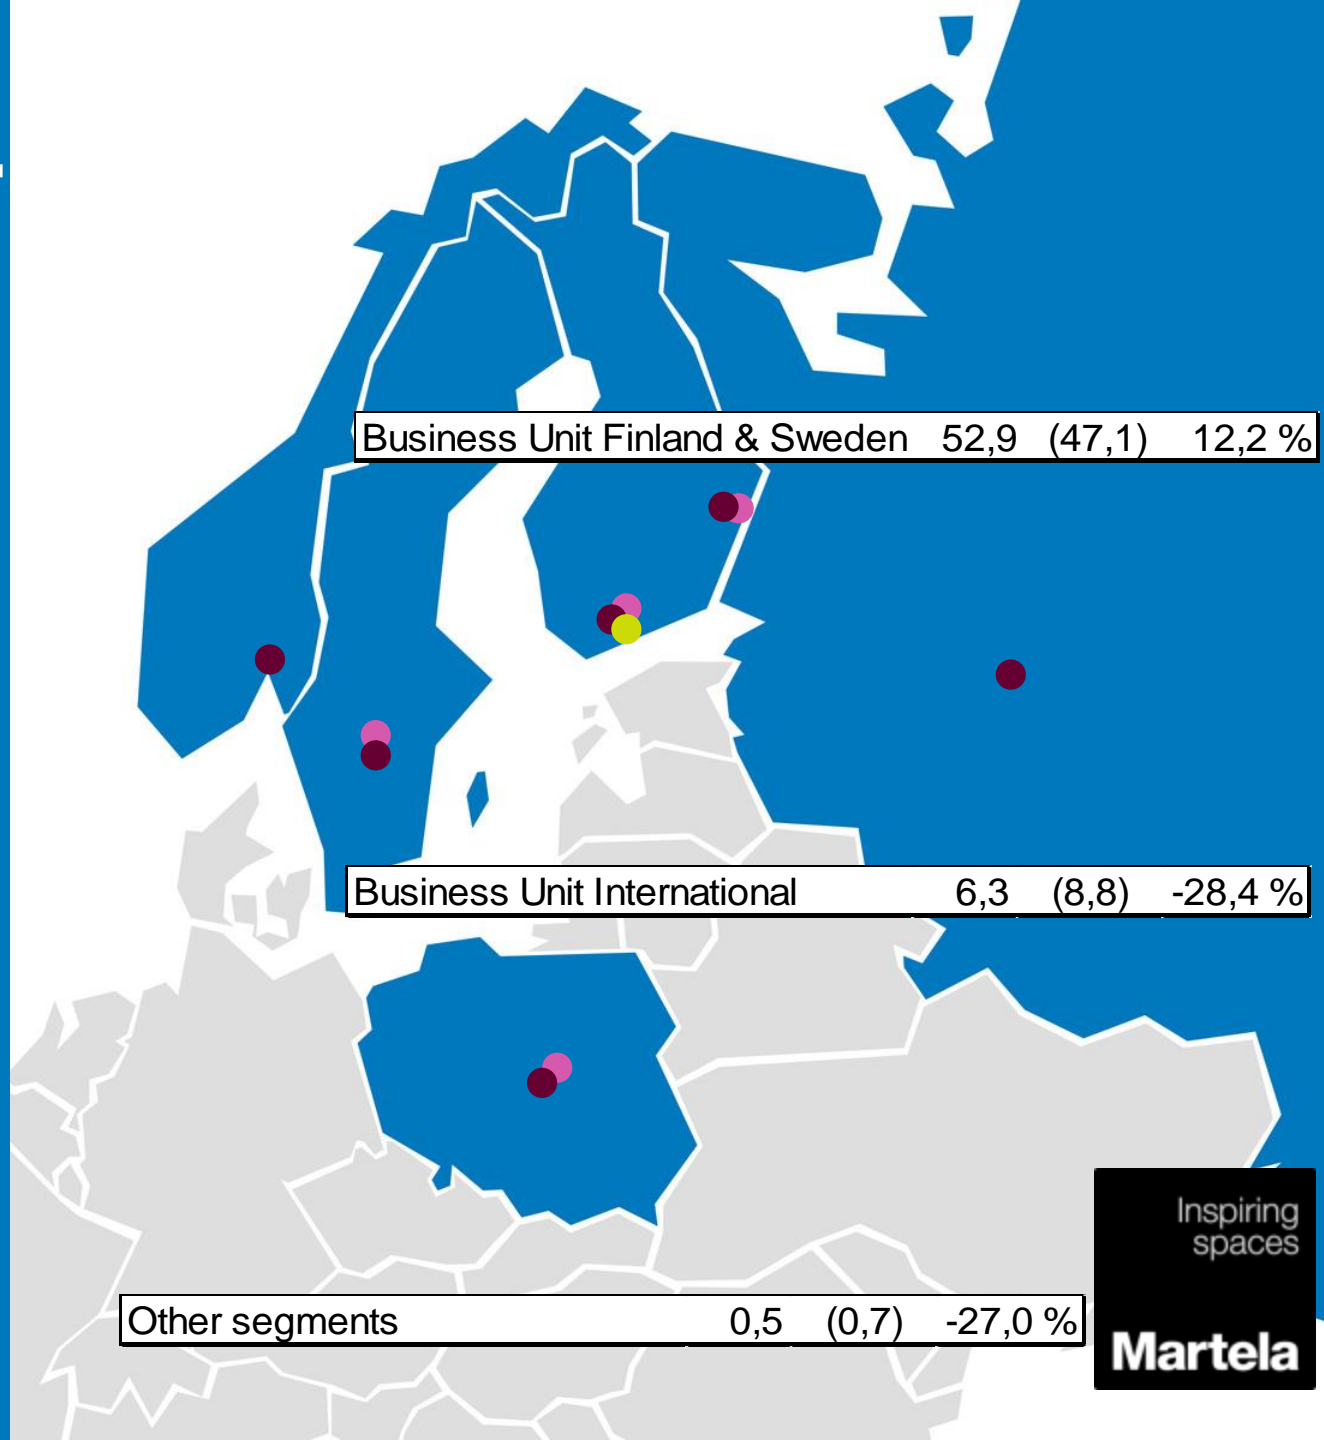 Business Unit Finland & Sweden 52,9 (47,1) 12,2 %
Business Unit International 6,3 (8,8) -28,4 %
Other segments 0,5 (0,7) -27,0 %
Inspiring
spaces
Martela